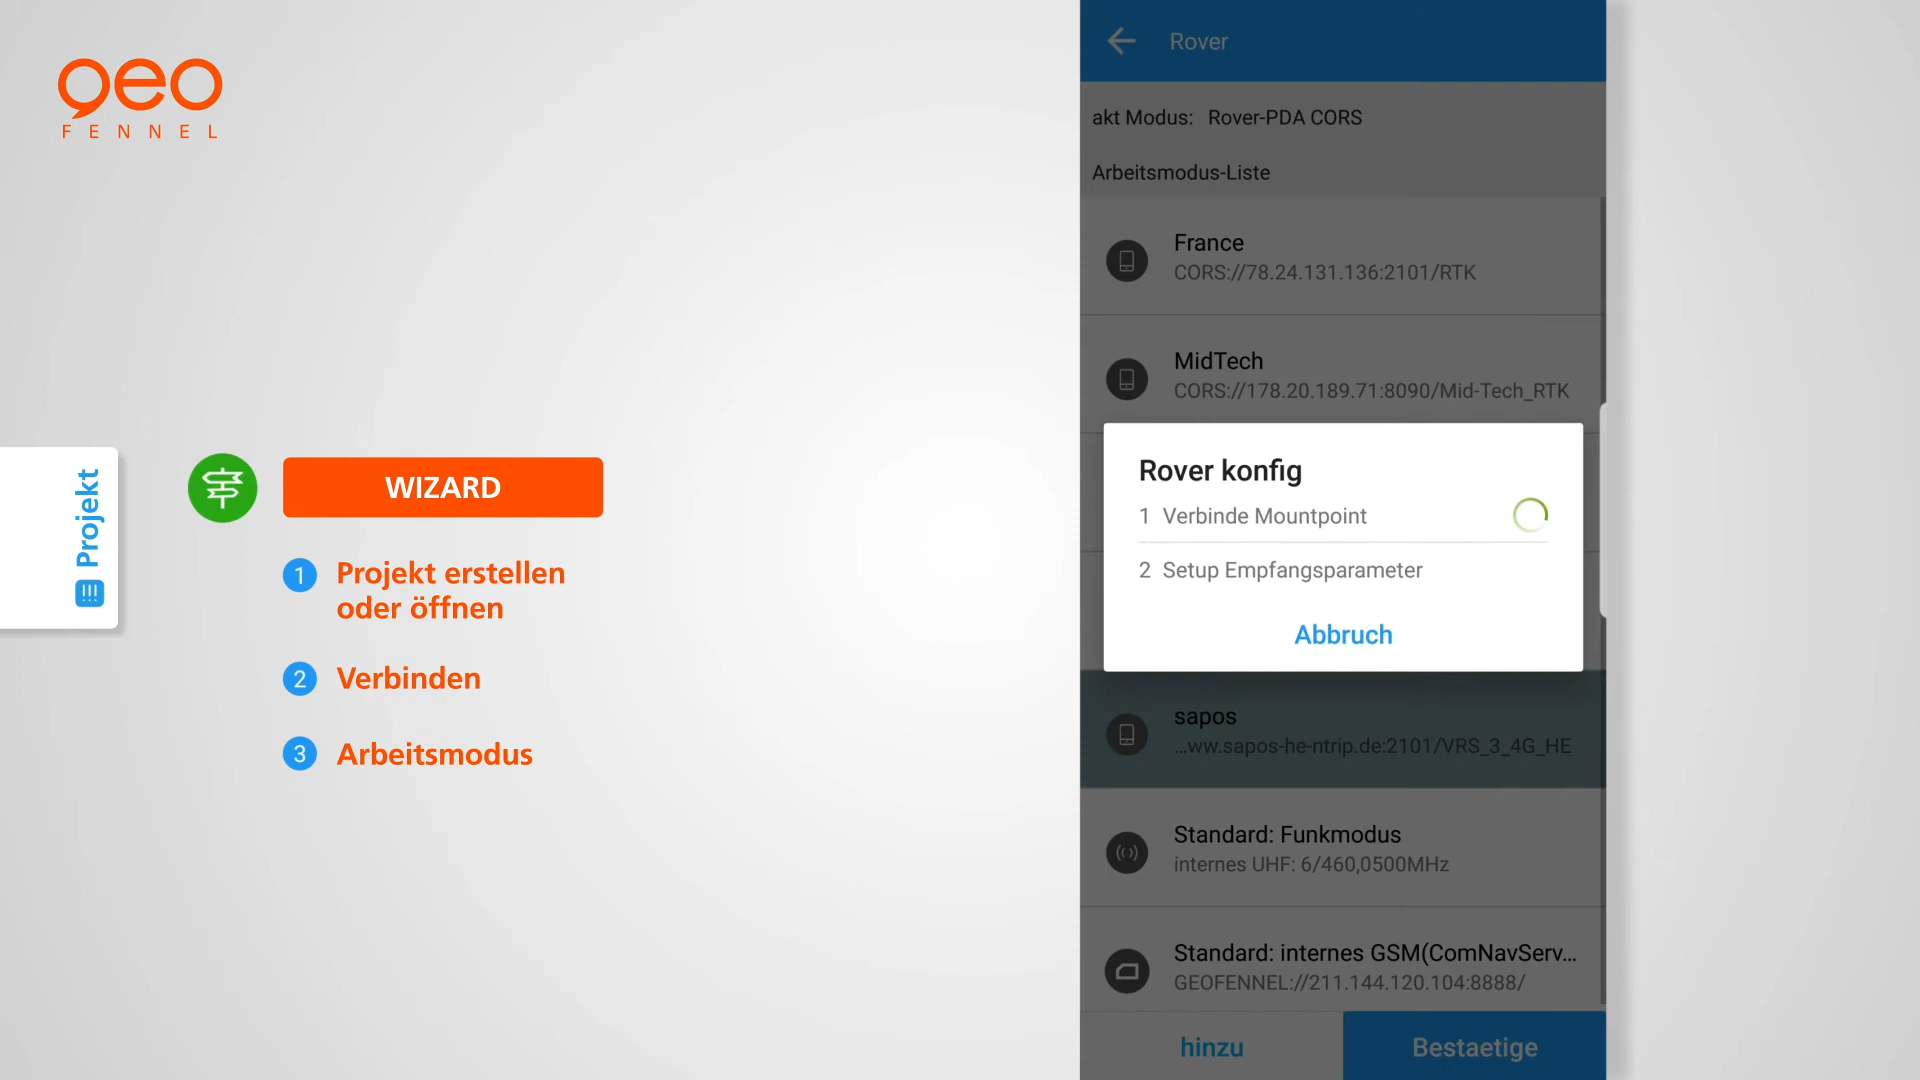 geo
FENNEL
Projekt
WIZARD
1 Projekt erstellen
oder öffnen
2 Verbinden
3 Arbeitsmodus
Rover
akt Modus: Rover-PDA CORS
Arbeitsmodus-Liste
France
CORS://78.24.131.136:2101/RTK
MidTech
CORS://178.20.189.71:8090/Mid-Tech_RTK
Rover konfig
1 Verbinde Mountpoint
2 Setup Empfangsparameter
Abbruch
sapos
...ww.sapos-he-ntrip.de:2101/VRS_3_4G_HE
Standard: Funkmodus
internes UHF: 6/460,0500MHz
Standard: internes GSM(ComNavServ...
GEOFENNEL://211.144.120.104:8888/
hinzu
Bestaetige